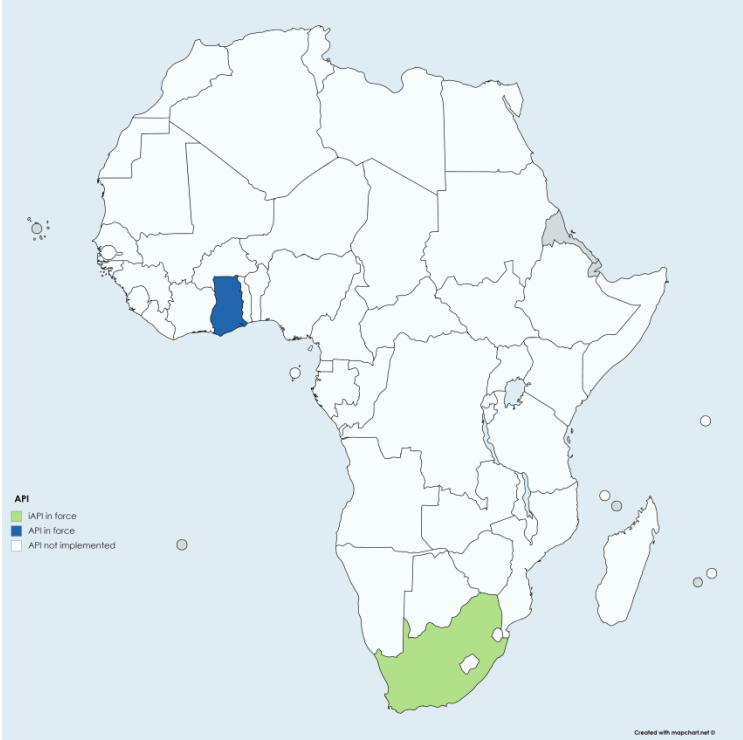 API
iAPI in force
API in force
API not implemented
Created with mapchart.net ©